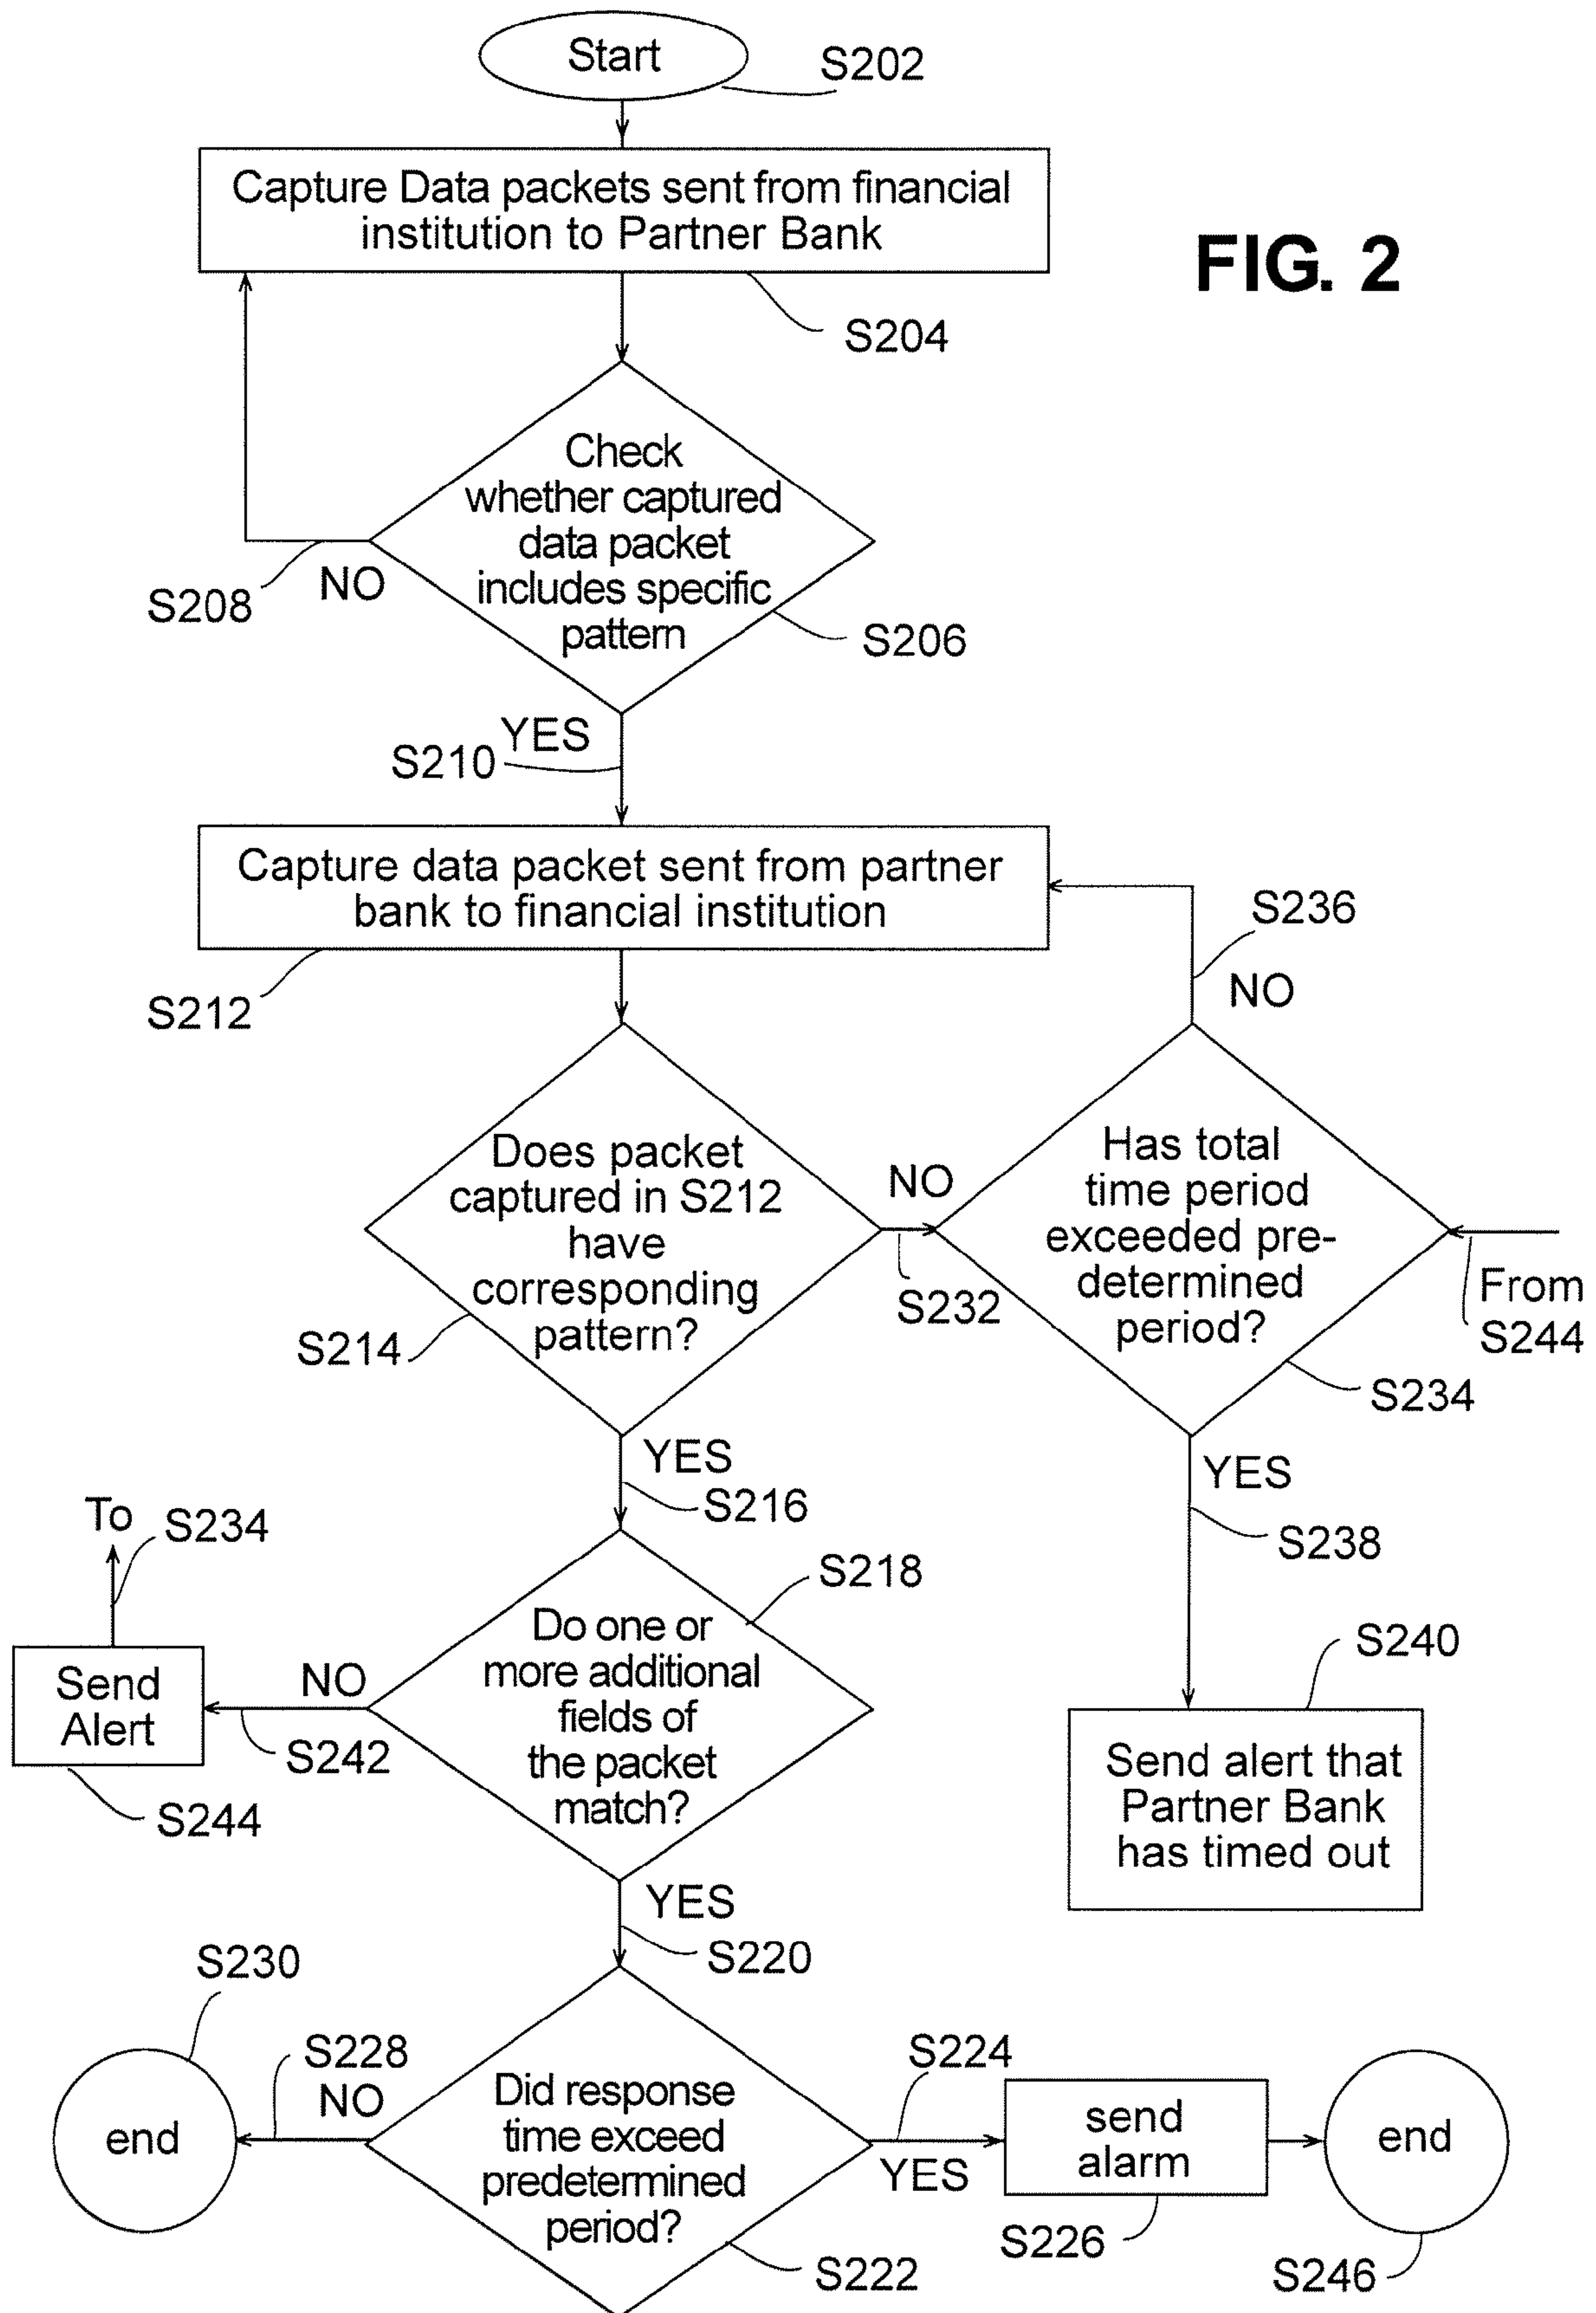 Start
S202
Capture Data packets sent from financial
institution to Partner Bank
FIG. 2
S204
Check
whether captured
data packet
includes specific
pattern
NO
S208
S206
YES
S210
Capture data packet sent from partner
bank to financial institution
S236
NO
S212
Does packet
captured in S212
have
corresponding
pattern?
NO
S232
Has total
time period
exceeded pre-
determined
period?
From
S244
S214
S234
YES
S216
YES
S238
To
S234
S218
Do one or
more additional
fields of
the packet
match?
NO
S242
Send
Alert
S244
S240
Send alert that
Partner Bank
has timed out
YES
S220
S230
end
S228
NO
Did response
time exceed
predetermined
period?
S224
YES
send
alarm
end
S226
S222
S246